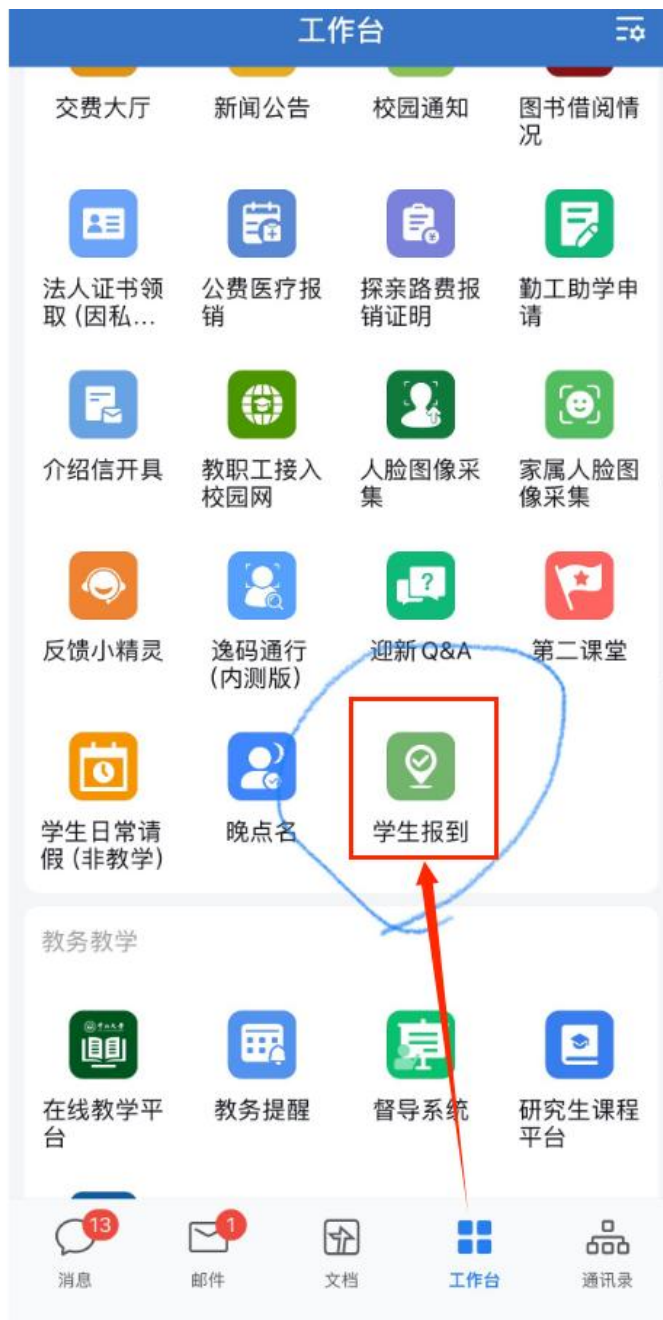 工作台
交费大厅
新闻公告
校园通知
图书借阅情
况
法人证书领
取(因私...
公费医疗报
销
探亲路费报
销证明
勤工助学申
请
介绍信开具
教职工接入
校园网
人脸图像采
集
家属人脸图
像采集
反馈小精灵
逸码通行
(内测版)
迎新Q&A
第二课堂
学生日常请
假(非教学)
晚点名
学生报到
教务教学
中山大學
在线教学平
台
教务提醒
督导系统
研究生课程
平台
13
消息
1
邮件
文档
工作台
通讯录